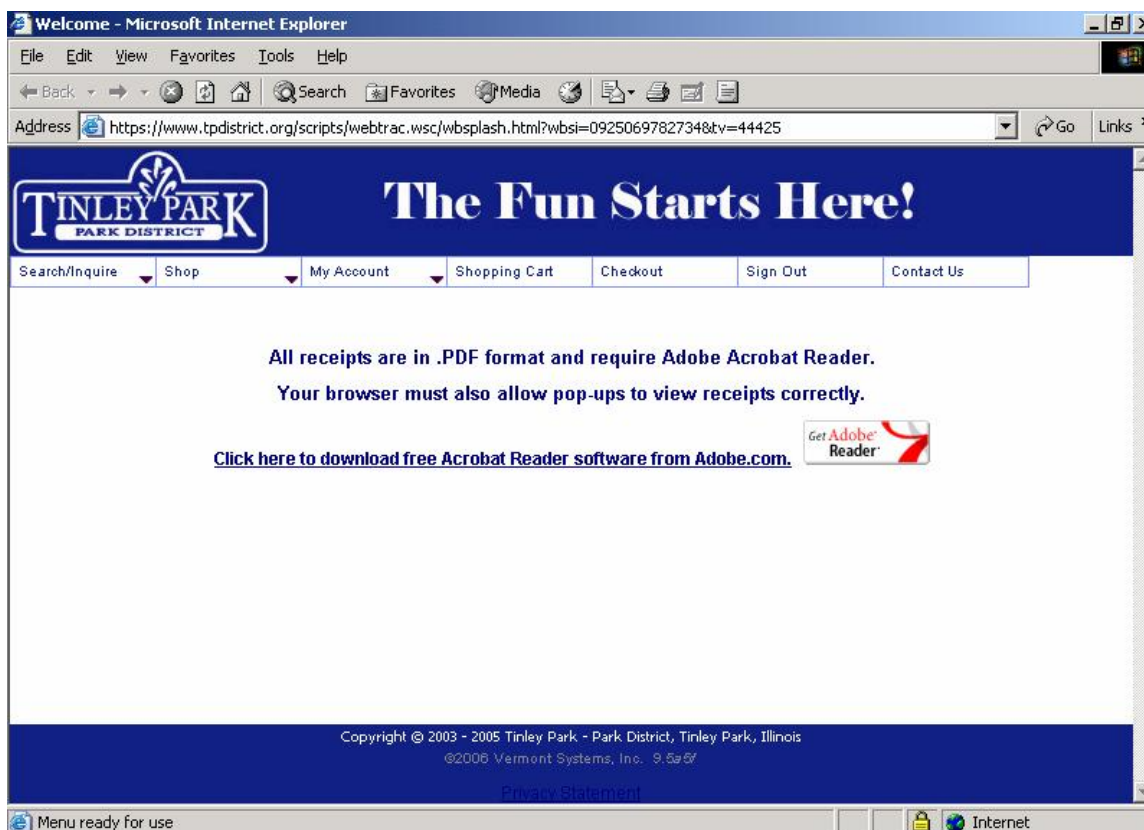 Welcome - Microsoft Internet Explorer
File Edit View Favorites Tools Help
Back Search Favorites Media
Address https://www.tpdistrict.org/scripts/webtrac.wsc/wbsplash.html?wbsi=0925069782734&tv=44425 Go Links
TINLEY PARK
PARK DISTRICT
The Fun Starts Here!
Search/Inquire Shop My Account Shopping Cart Checkout Sign Out Contact Us
All receipts are in .PDF format and require Adobe Acrobat Reader.
Your browser must also allow pop-ups to view receipts correctly.
Click here to download free Acrobat Reader software from Adobe.com.
Get Adobe
Reader
Copyright © 2003 - 2005 Tinley Park - Park District, Tinley Park, Illinois
©2006 Vermont Systems, Inc.
Privacy Statement
Menu ready for use Internet